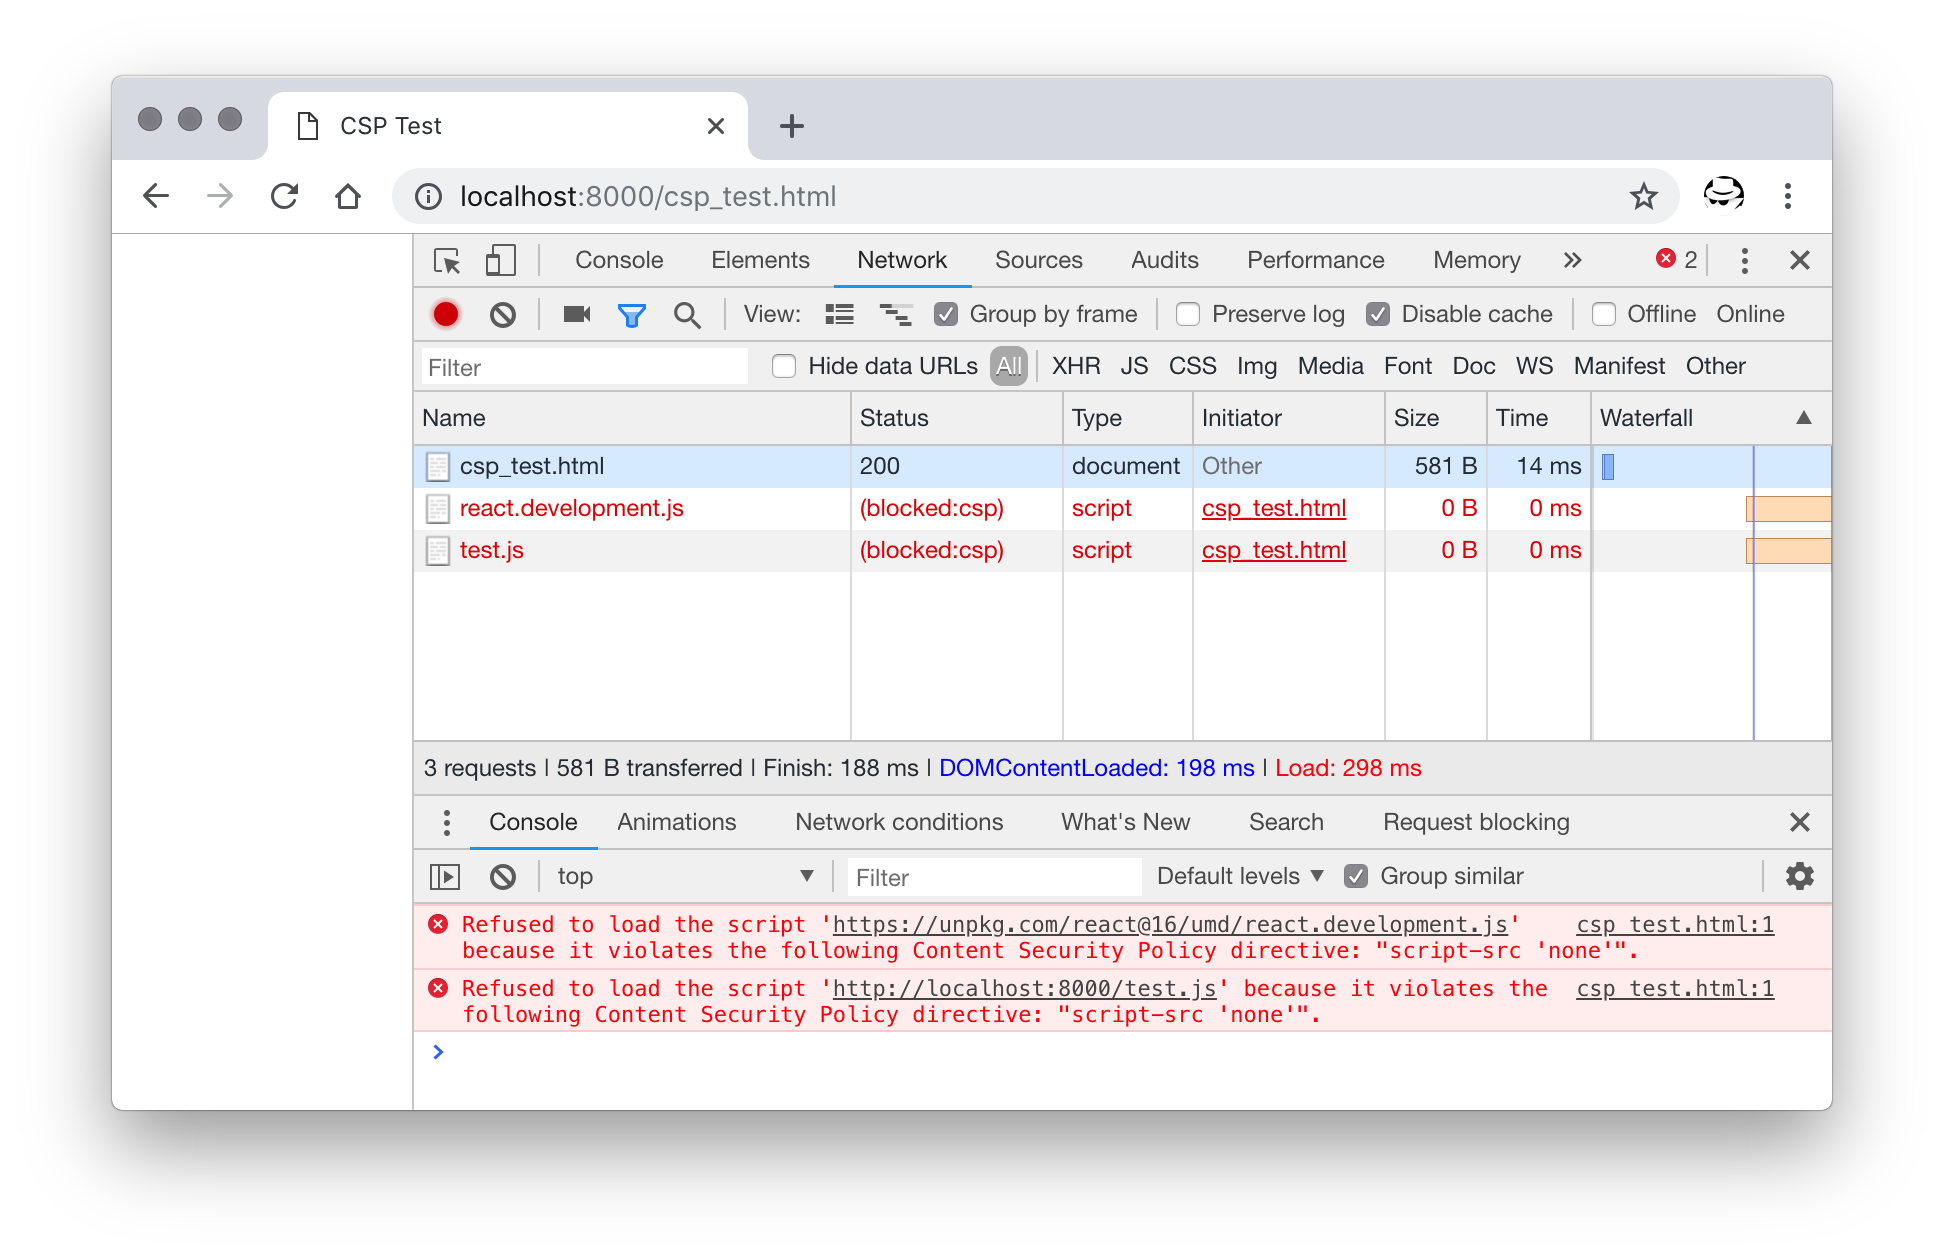 CSP Test
localhost:8000/csp_test.html
Console Elements Network Sources Audits Performance Memory 2
View: Group by frame Preserve log Disable cache Offline Online
Filter Hide data URLs All XHR JS CSS Img Media Font Doc WS Manifest Other
Name Status Type Initiator Size Time Waterfall
csp_test.html 200 document Other 581 B 14 ms
react.development.js (blocked:csp) script csp_test.html 0 B 0 ms
test.js (blocked:csp) script csp_test.html 0 B 0 ms
3 requests | 581 B transferred | Finish: 188 ms | DOMContentLoaded: 198 ms | Load: 298 ms
Console Animations Network conditions What's New Search Request blocking
top Filter Default levels Group similar
Refused to load the script 'https://unpkg.com/react@16/umd/react.development.js' csp_test.html:1
because it violates the following Content Security Policy directive: "script-src 'none'".
Refused to load the script 'http://localhost:8000/test.js' because it violates the csp_test.html:1
following Content Security Policy directive: "script-src 'none'".